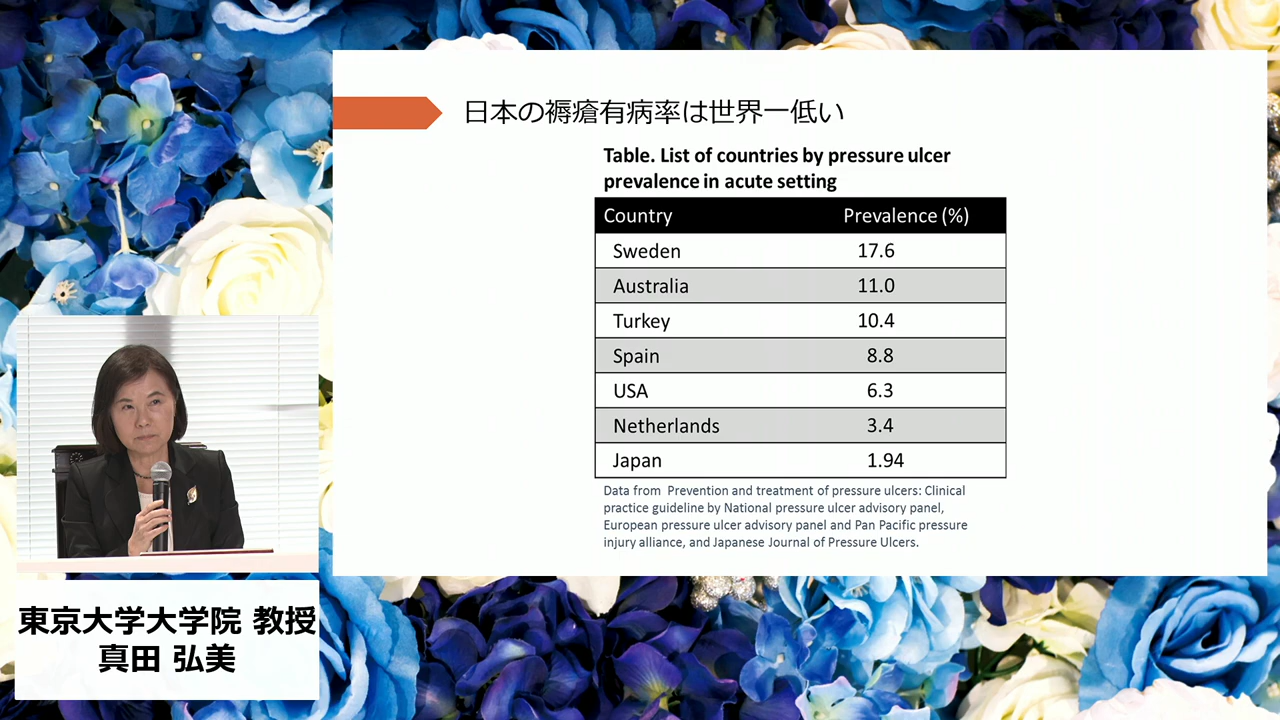 日本の褥瘡有病率は世界一低い
Table. List of countries by pressure ulcer
prevalence in acute setting
Country Prevalence (%)
Sweden 17.6
Australia 11.0
Turkey 10.4
Spain 8.8
USA 6.3
Netherlands 3.4
Japan 1.94
Data from Prevention and treatment of pressure ulcers: Clinical
practice guideline by National pressure ulcer advisory panel,
European pressure ulcer advisory panel and Pan Pacific pressure
injury alliance, and Japanese Journal of Pressure Ulcers.
東京大学大学院 教授
真田 弘美